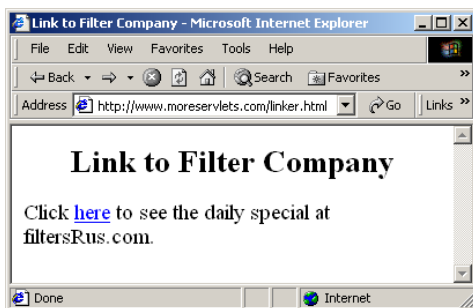 Link to Filter Company - Microsoft Internet Explorer
File Edit View Favorites Tools Help
Back Search Favorites »
Address http://www.moreservlets.com/linker.html Go Links »
Link to Filter Company
Click here to see the daily special at
filtersRus.com.
Done Internet